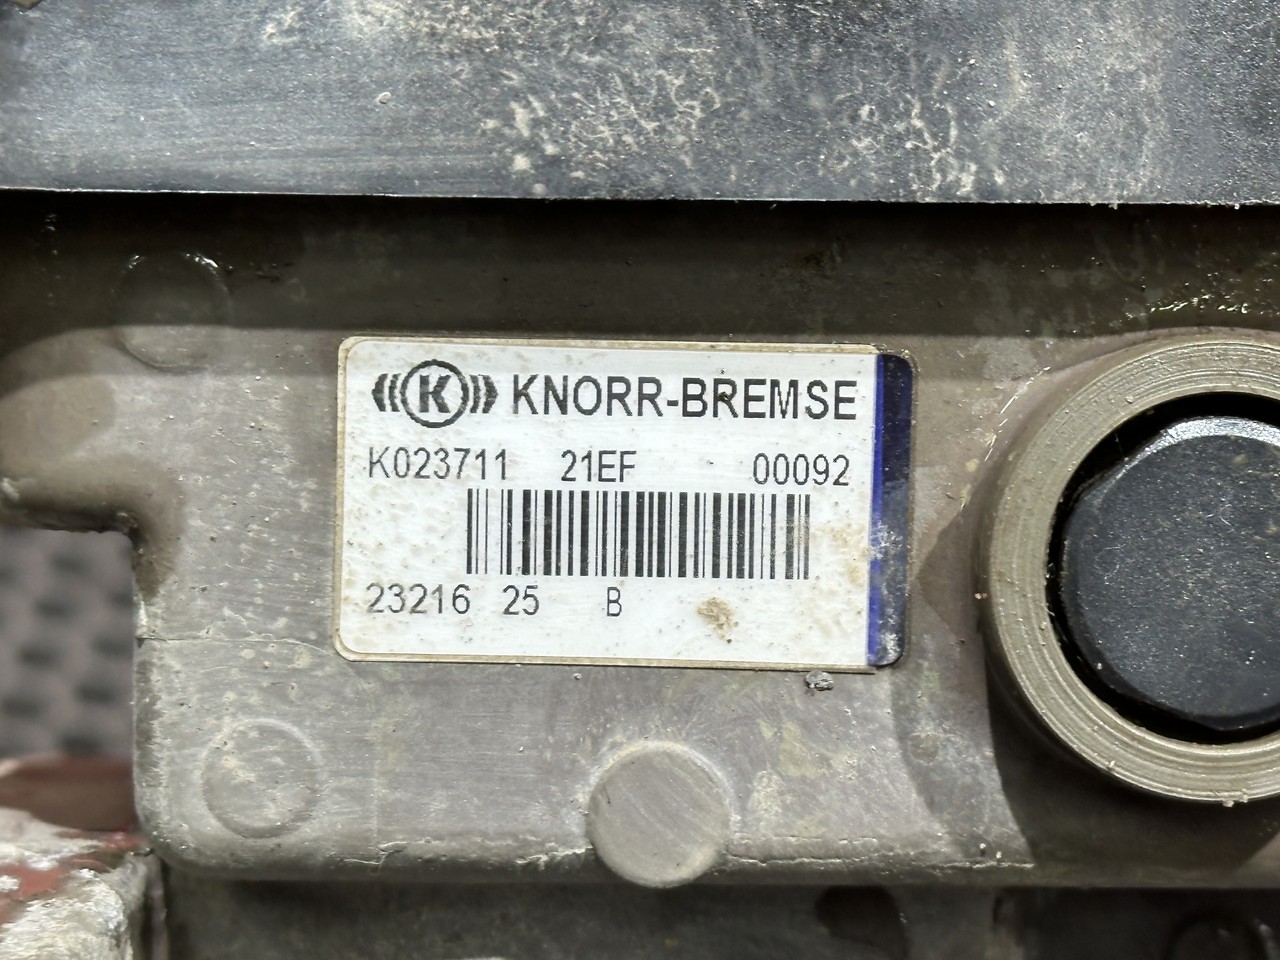 K KNORR-BREMSE
K023711 21EF 00092
23216 25 B